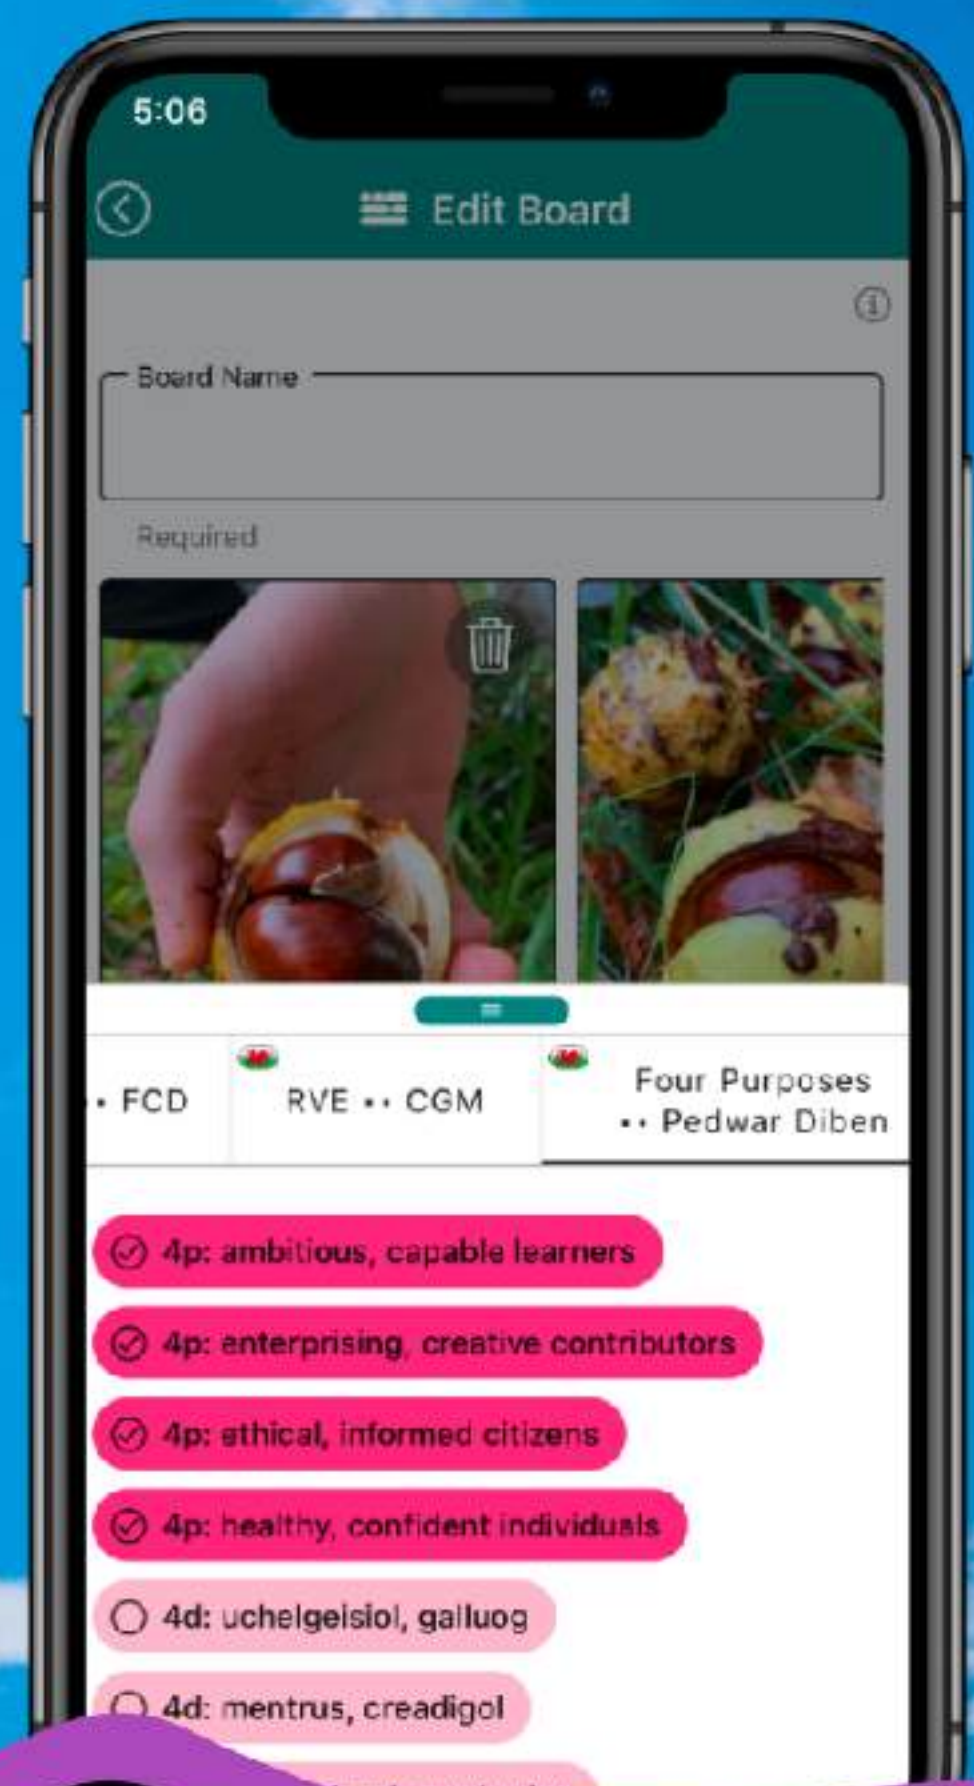 5:06
Edit Board
Board Name
Required
•• FCD
RVE •• CGM
Four Purposes
•• Pedwar Diben
4p: ambitious, capable learners
4p: enterprising, creative contributors
4p: ethical, informed citizens
4p: healthy, confident individuals
4d: uchelgeisiol, galluog
4d: mentrus, creadigol